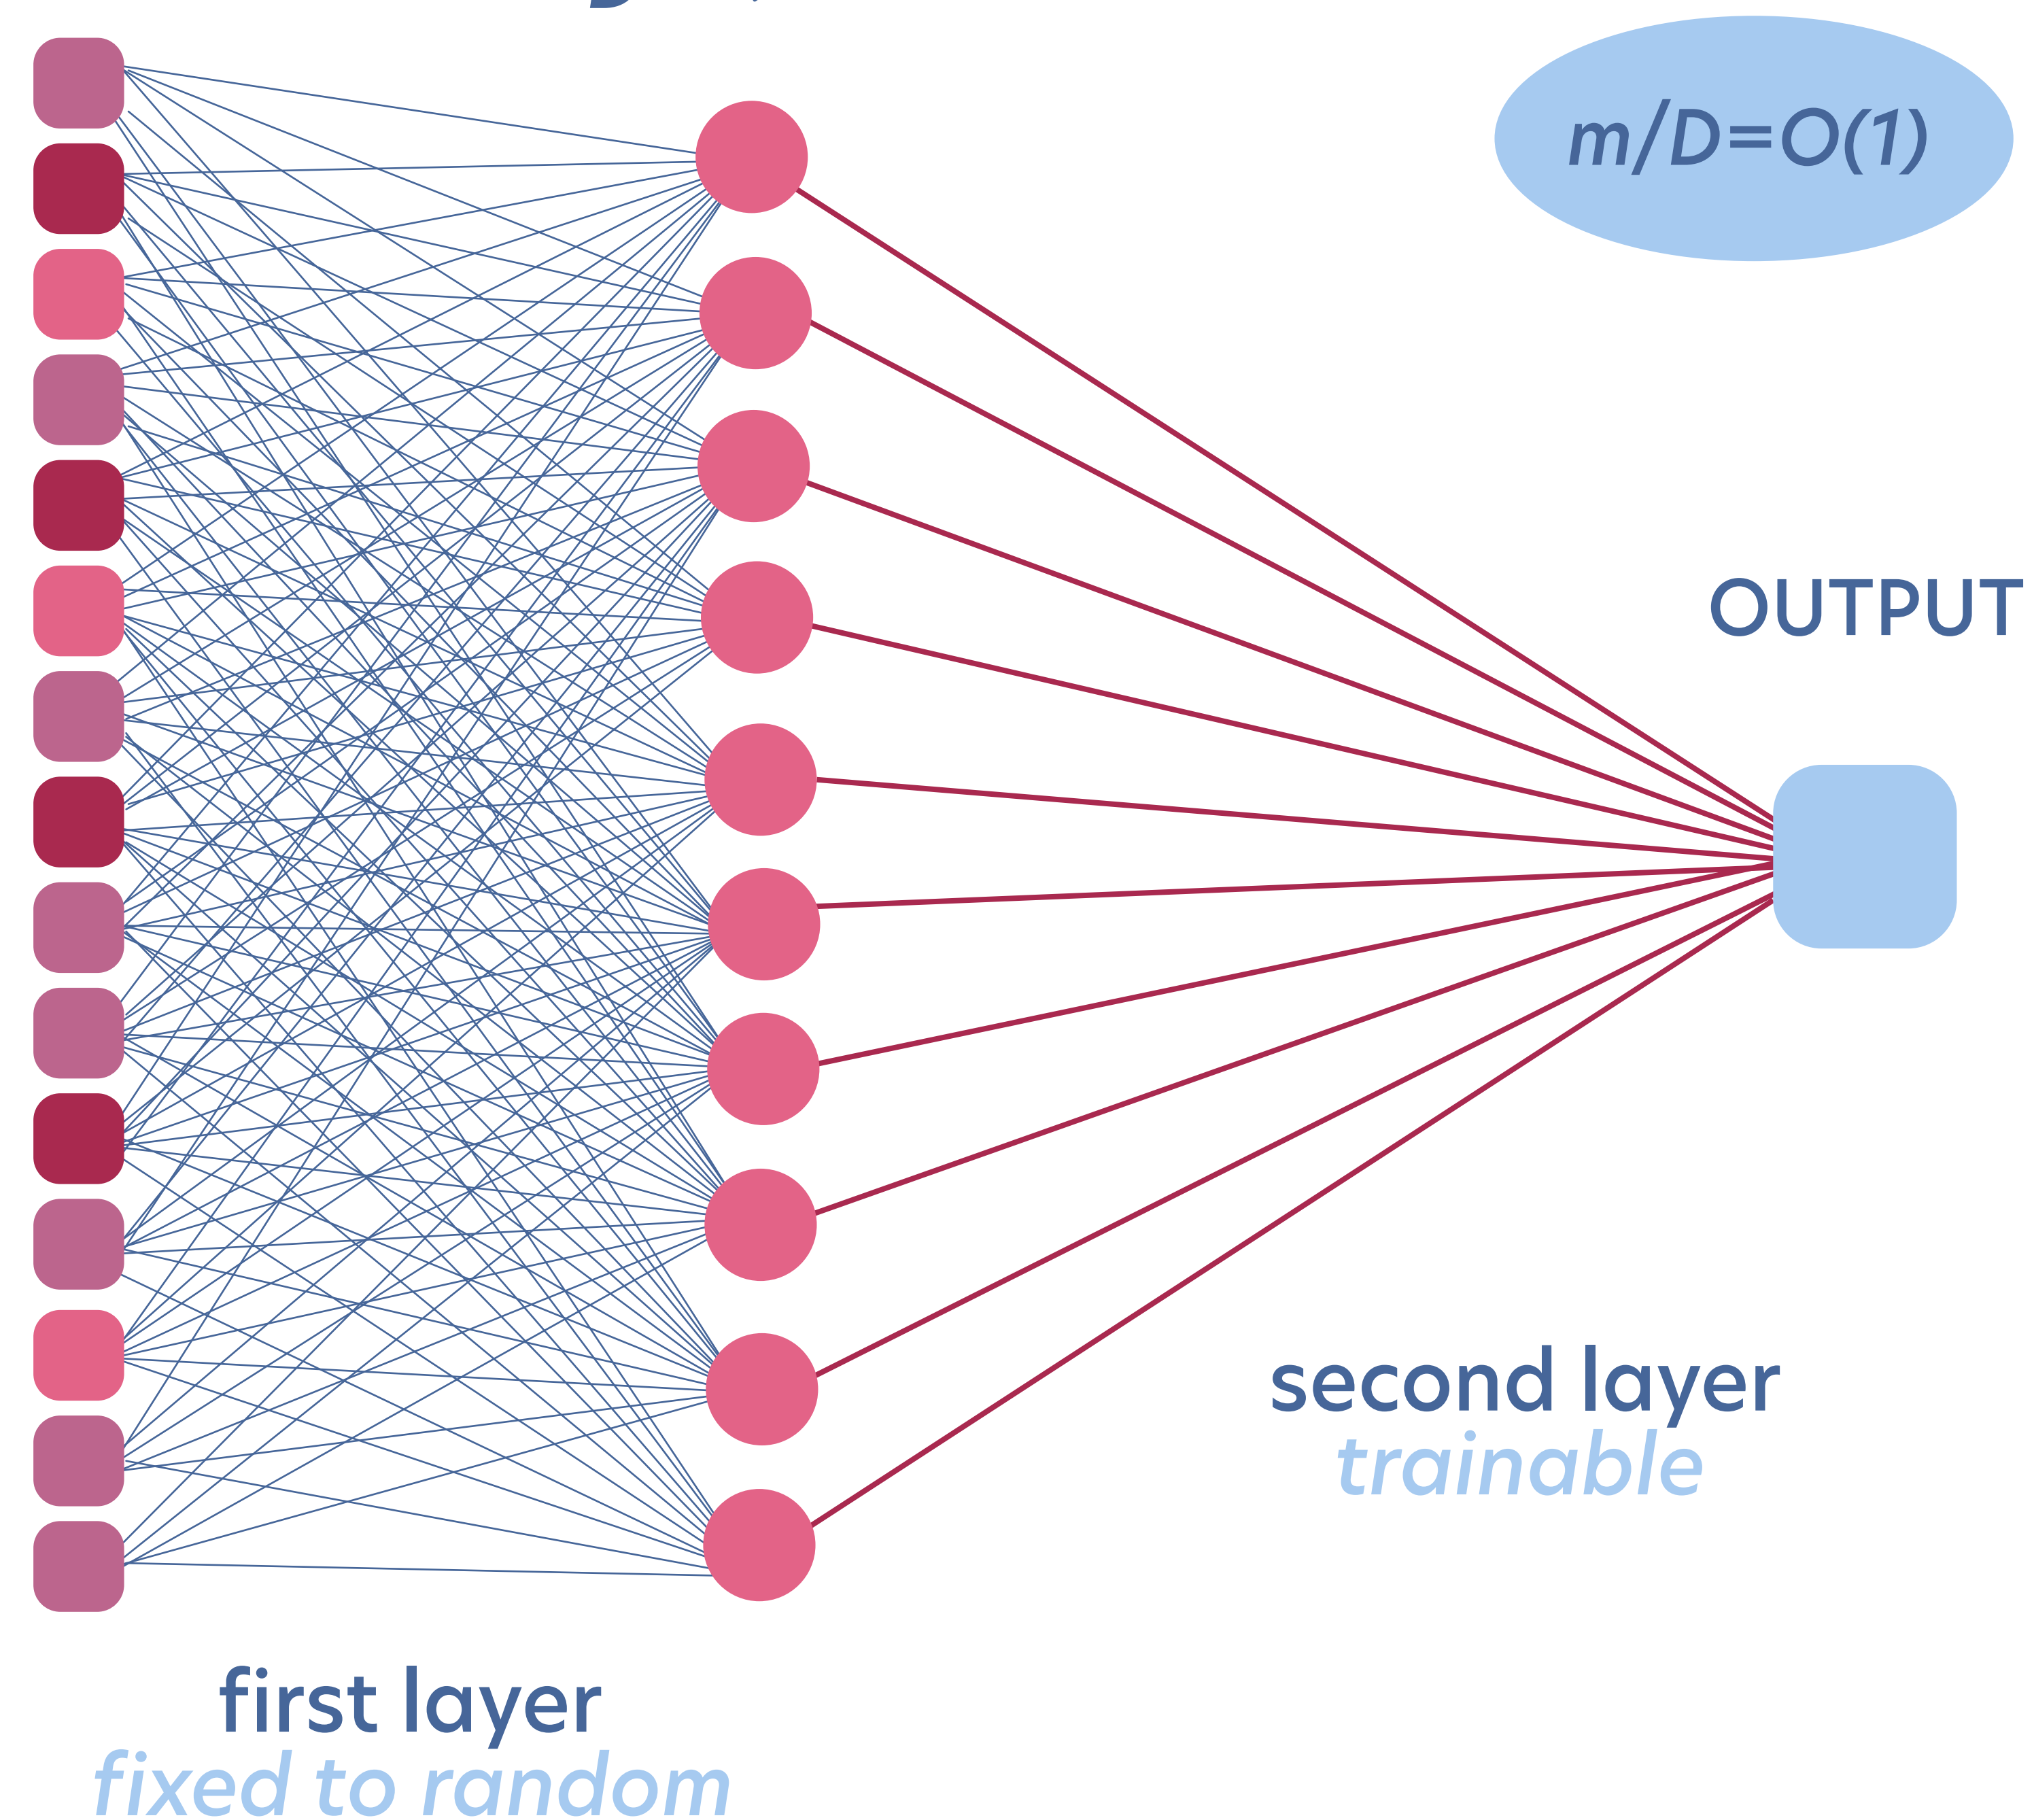 m/D=O(1)
OUTPUT
second layer
trainable
first layer
fixed to random